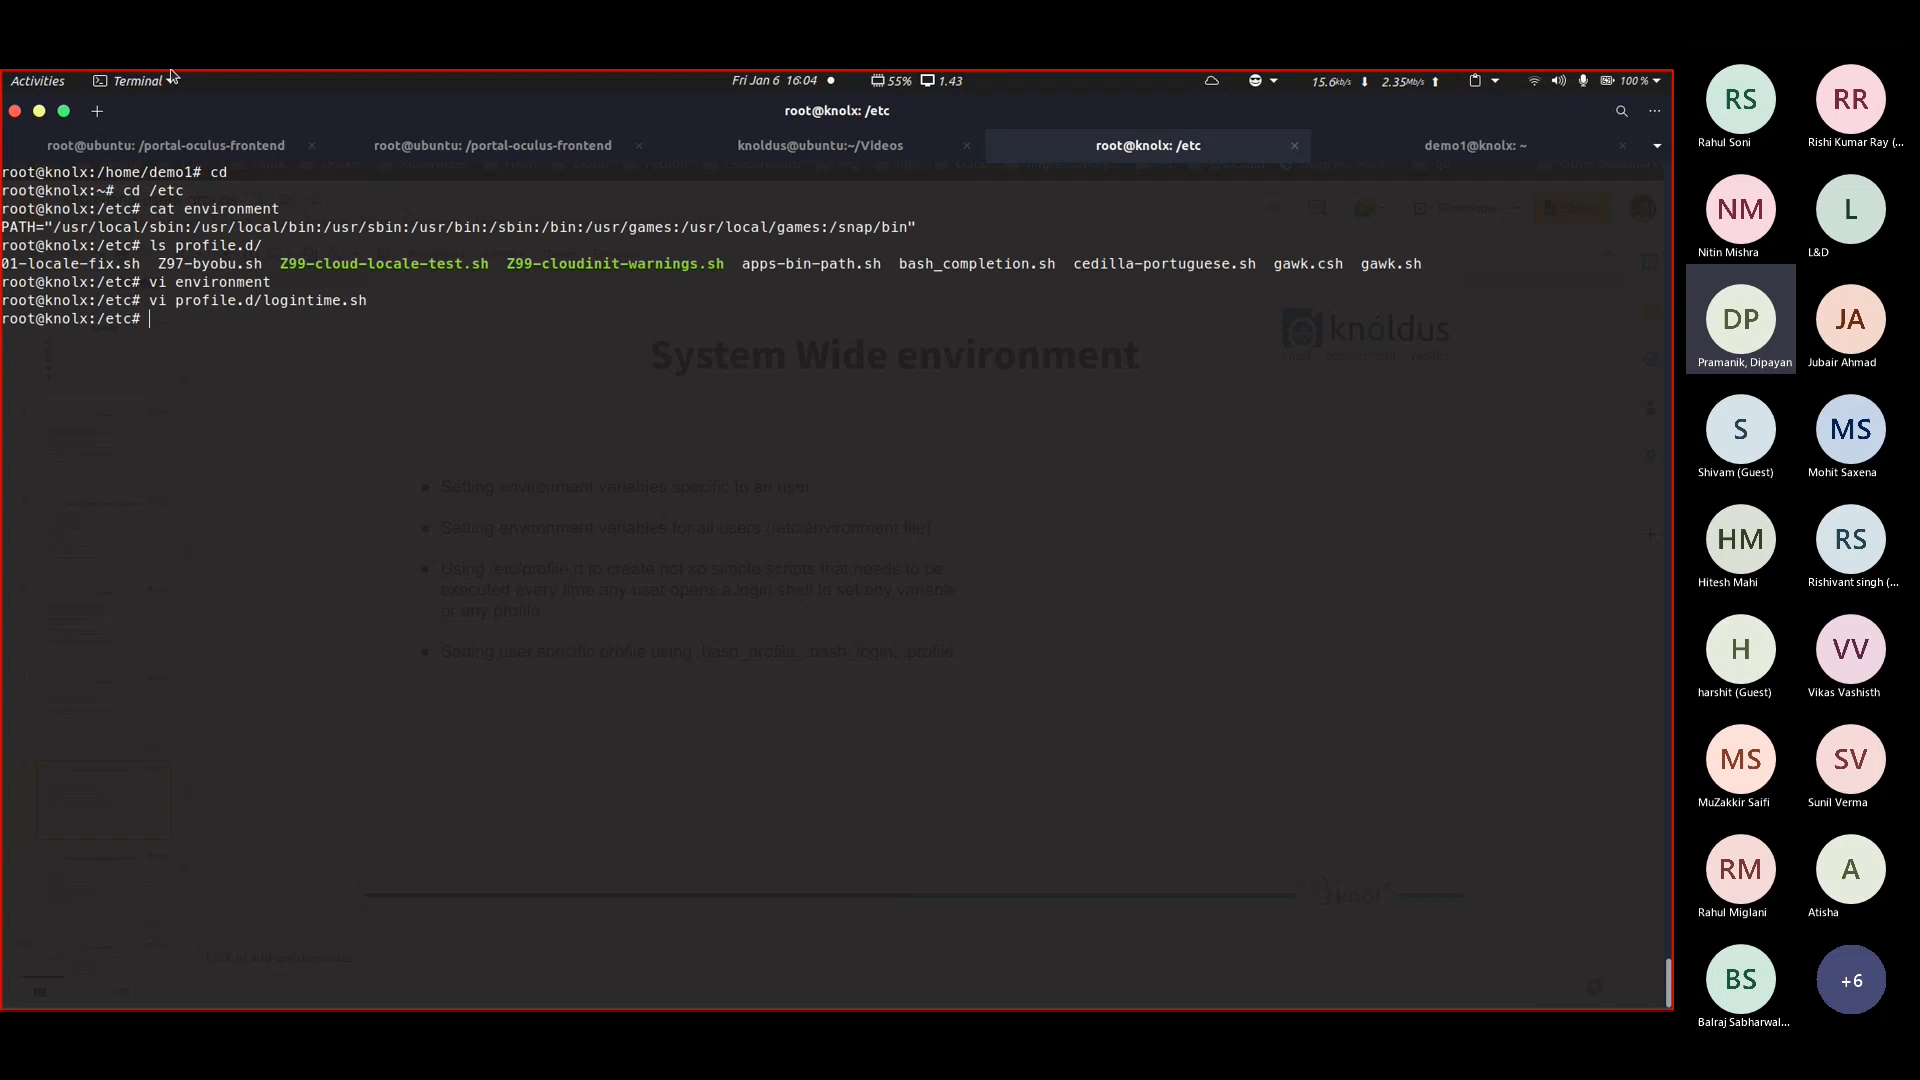 Activities Terminal Fri Jan 6 16:04 55% 1.43 15.6kb/s 2.35Mb/s 100 %
root@knolx: /etc
root@ubuntu: /portal-oculus-frontend root@ubuntu: /portal-oculus-frontend knoldus@ubuntu:~/Videos root@knolx: /etc demo1@knolx: ~
root@knolx:/home/demo1# cd
root@knolx:~# cd /etc
root@knolx:/etc# cat environment
PATH="/usr/local/sbin:/usr/local/bin:/usr/sbin:/usr/bin:/sbin:/bin:/usr/games:/usr/local/games:/snap/bin"
root@knolx:/etc# ls profile.d/
01-locale-fix.sh Z97-byobu.sh Z99-cloud-locale-test.sh Z99-cloudinit-warnings.sh apps-bin-path.sh bash_completion.sh cedilla-portuguese.sh gawk.csh gawk.sh
root@knolx:/etc# vi environment
root@knolx:/etc# vi profile.d/logintime.sh
root@knolx:/etc#
knoldus
System Wide environment
Setting environment variables specific to an user
Setting environment variables for all users (/etc/environment file)
Using /etc/profile.d to create not so simple scripts that needs to be
executed every time any user opens a login shell to set any variable
or any profile
Setting user specific profile using .bash_profile, .bash_login, .profile
Click to add speaker notes
RS RR
Rahul Soni Rishi Kumar Ray (...
NM L
Nitin Mishra L&D
DP JA
Pramanik, Dipayan Jubair Ahmad
S MS
Shivam (Guest) Mohit Saxena
HM RS
Hitesh Mahi Rishivant singh (...
H VV
harshit (Guest) Vikas Vashisth
MS SV
MuZakkir Saifi Sunil Verma
RM A
Rahul Miglani Atisha
BS +6
Balraj Sabharwal...